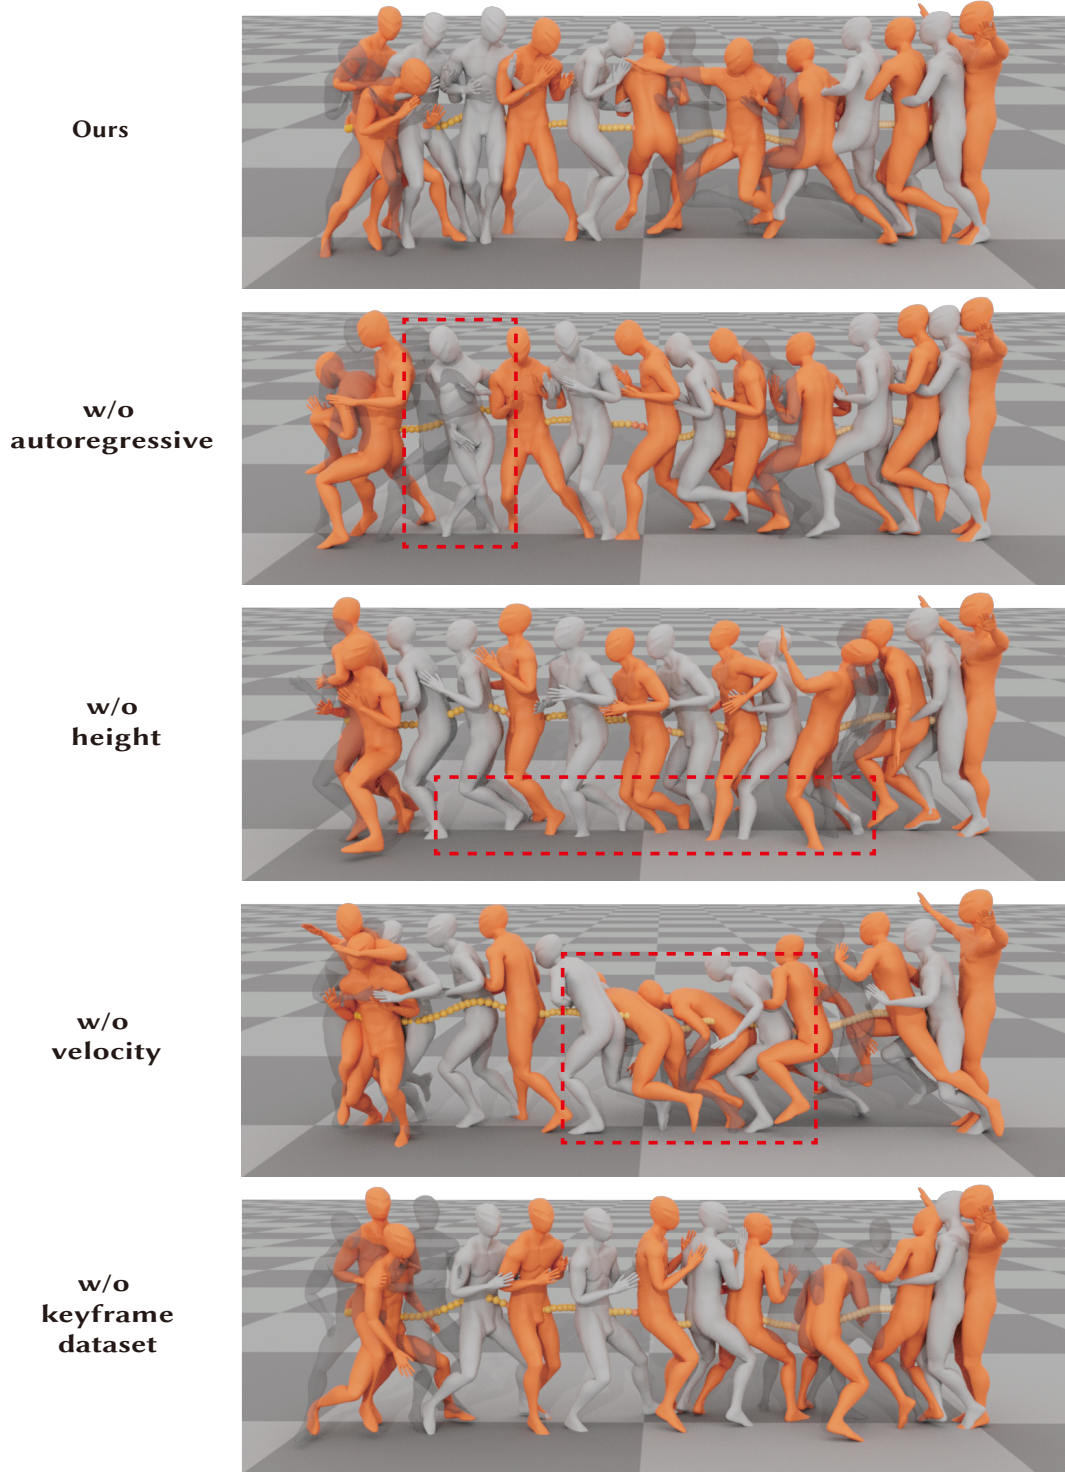 Ours
w/o
autoregressive
w/o
height
w/o
velocity
w/o
keyframe
dataset